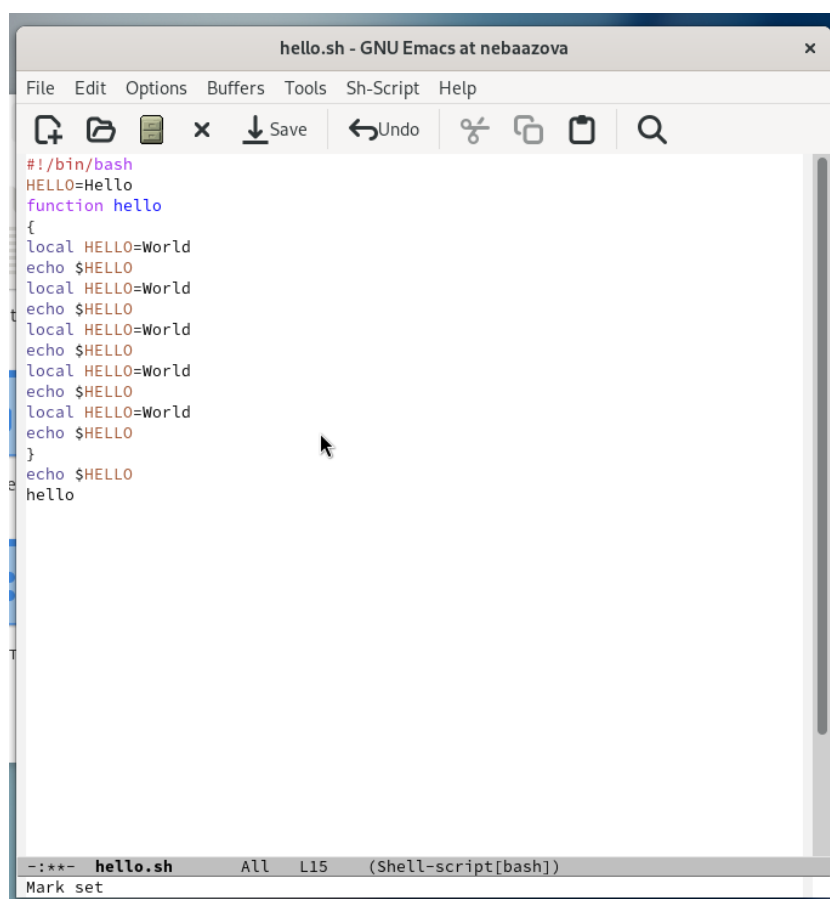 hello.sh - GNU Emacs at nebaazova ×
File Edit Options Buffers Tools Sh-Script Help
Save Undo
#!/bin/bash
HELLO=Hello
function hello
{
local HELLO=World
echo $HELLO
local HELLO=World
echo $HELLO
local HELLO=World
echo $HELLO
local HELLO=World
echo $HELLO
local HELLO=World
echo $HELLO
}
echo $HELLO
hello
-:**- hello.sh All L15 (Shell-script[bash])
Mark set